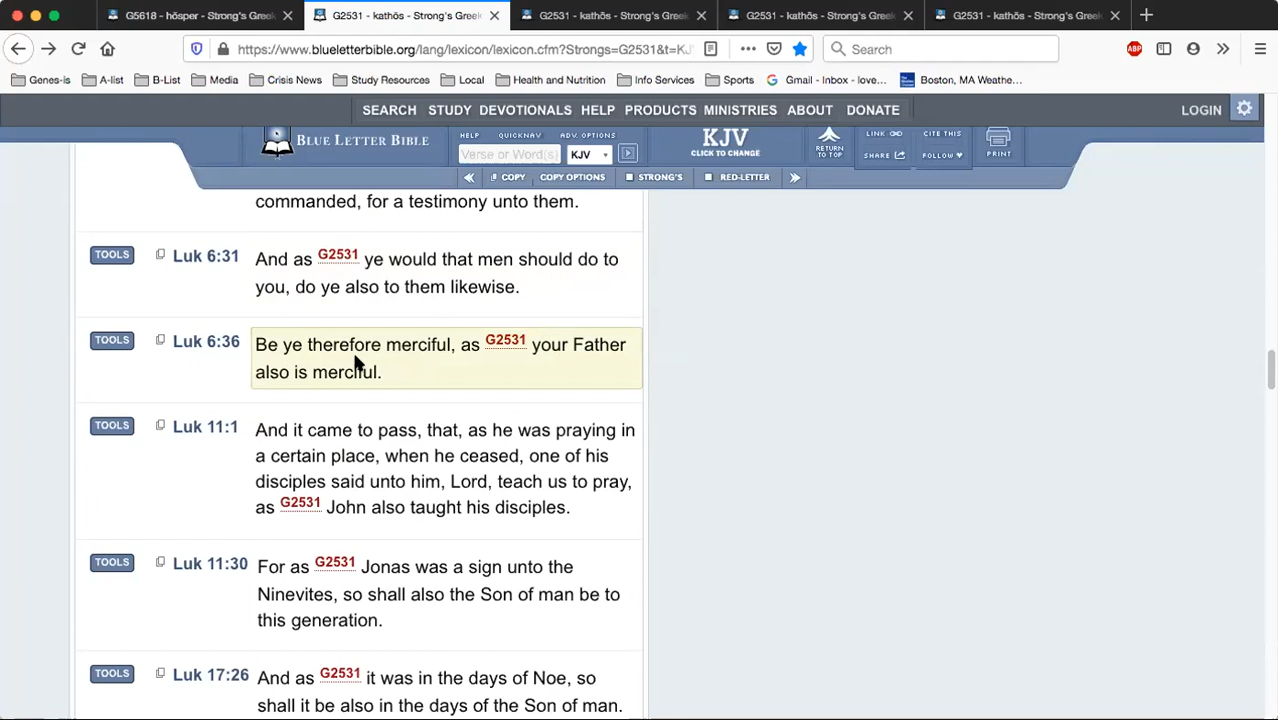 G5618 - hōsper - Strong's Greek
G2531 - kathōs - Strong's Greek
G2531 - kathōs - Strong's Greek
G2531 - kathōs - Strong's Greek
G2531 - kathōs - Strong's Greek
https://www.blueletterbible.org/lang/lexicon/lexicon.cfm?Strongs=G2531&t=KJ
Search
ABP
Genes-is
A-list
B-List
Media
Crisis News
Study Resources
Local
Health and Nutrition
Info Services
Sports
Gmail - Inbox - love...
Boston, MA Weathe...
SEARCH STUDY DEVOTIONALS HELP PRODUCTS MINISTRIES ABOUT DONATE
LOGIN
BLUE LETTER BIBLE
HELP QUICKNAV ADV. OPTIONS
Verse or Word(s)
KJV
KJV
CLICK TO CHANGE
RETURN
TO TOP
LINK
CITE THIS
SHARE
FOLLOW
PRINT
COPY COPY OPTIONS STRONG'S RED-LETTER
commanded, for a testimony unto them.
TOOLS Luk 6:31 And as G2531 ye would that men should do to
you, do ye also to them likewise.
TOOLS Luk 6:36 Be ye therefore merciful, as G2531 your Father
also is merciful.
TOOLS Luk 11:1 And it came to pass, that, as he was praying in
a certain place, when he ceased, one of his
disciples said unto him, Lord, teach us to pray,
as G2531 John also taught his disciples.
TOOLS Luk 11:30 For as G2531 Jonas was a sign unto the
Ninevites, so shall also the Son of man be to
this generation.
TOOLS Luk 17:26 And as G2531 it was in the days of Noe, so
shall it be also in the days of the Son of man.